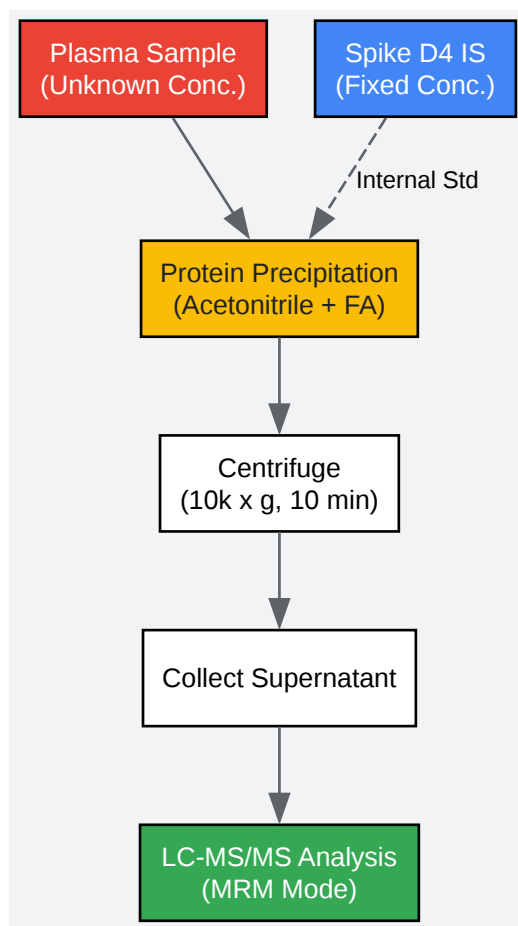 Plasma Sample
(Unknown Conc.)
Spike D4 IS
(Fixed Conc.)
Internal Std
Protein Precipitation
(Acetonitrile + FA)
Centrifuge
(10k x g, 10 min)
Collect Supernatant
LC-MS/MS Analysis
(MRM Mode)